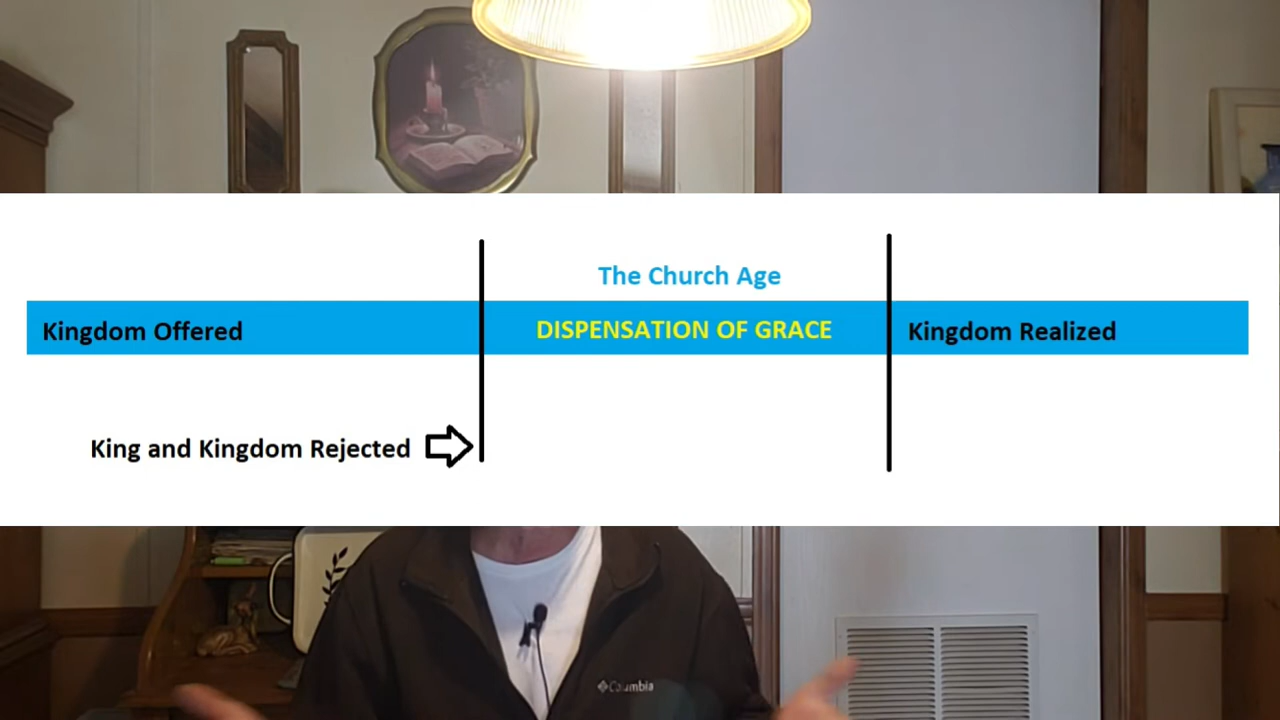 The Church Age
Kingdom Offered
DISPENSATION OF GRACE
Kingdom Realized
King and Kingdom Rejected
Columbia